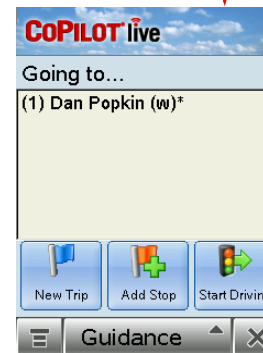 CoPILOT live
Going to...
(1) Dan Popkin (w)*
New Trip
Add Stop
Start Drivin
Guidance